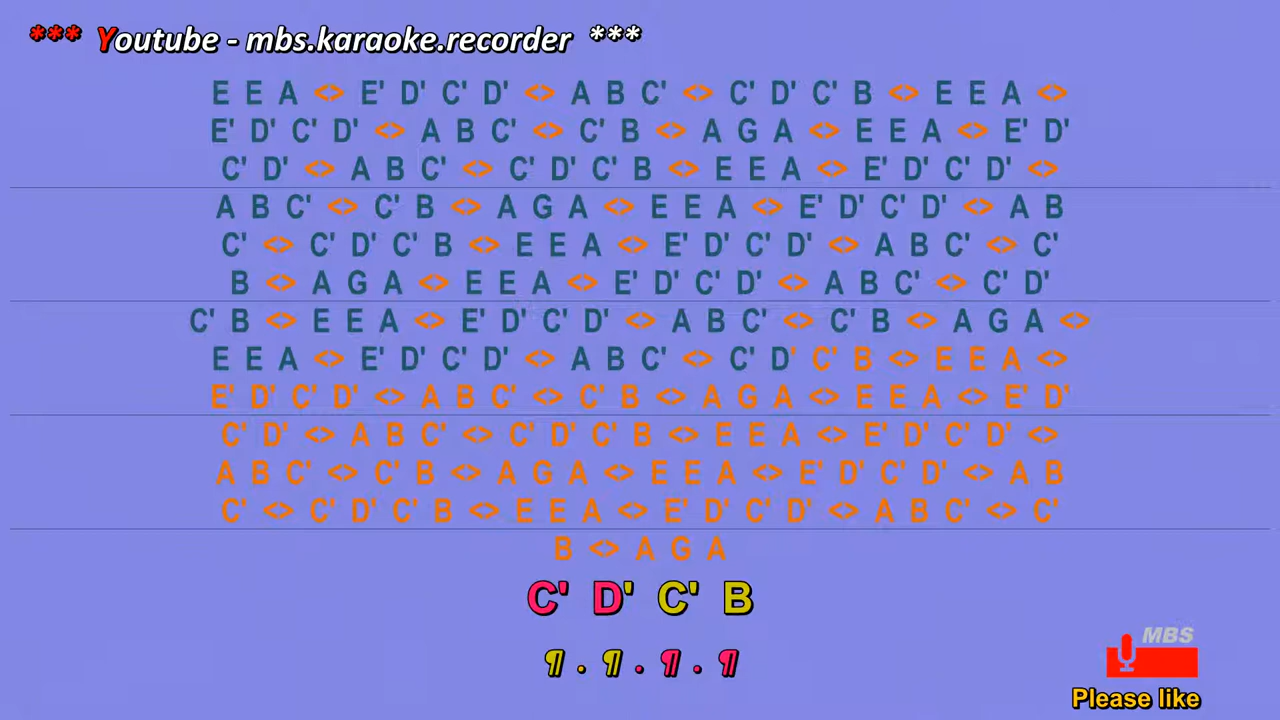 *** Youtube - mbs.karaoke.recorder ***
E E A <> E' D' C' D' <> A B C' <> C' D' C' B <> E E A <>
E' D' C' D' <> A B C' <> C' B <> A G A <> E E A <> E' D'
C' D' <> A B C' <> C' D' C' B <> E E A <> E' D' C' D' <>
A B C' <> C' B <> A G A <> E E A <> E' D' C' D' <> A B
C' <> C' D' C' B <> E E A <> E' D' C' D' <> A B C' <> C'
B <> A G A <> E E A <> E' D' C' D' <> A B C' <> C' D'
C' B <> E E A <> E' D' C' D' <> A B C' <> C' B <> A G A <>
E E A <> E' D' C' D' <> A B C' <> C' D' C' B <> E E A <>
E' D' C' D' <> A B C' <> C' B <> A G A <> E E A <> E' D'
C' D' <> A B C' <> C' D' C' B <> E E A <> E' D' C' D' <>
A B C' <> C' B <> A G A <> E E A <> E' D' C' D' <> A B
C' <> C' D' C' B <> E E A <> E' D' C' D' <> A B C' <> C'
B <> A G A
C' D' C' B
¶ . ¶ . ¶ . ¶
MBS
Please like